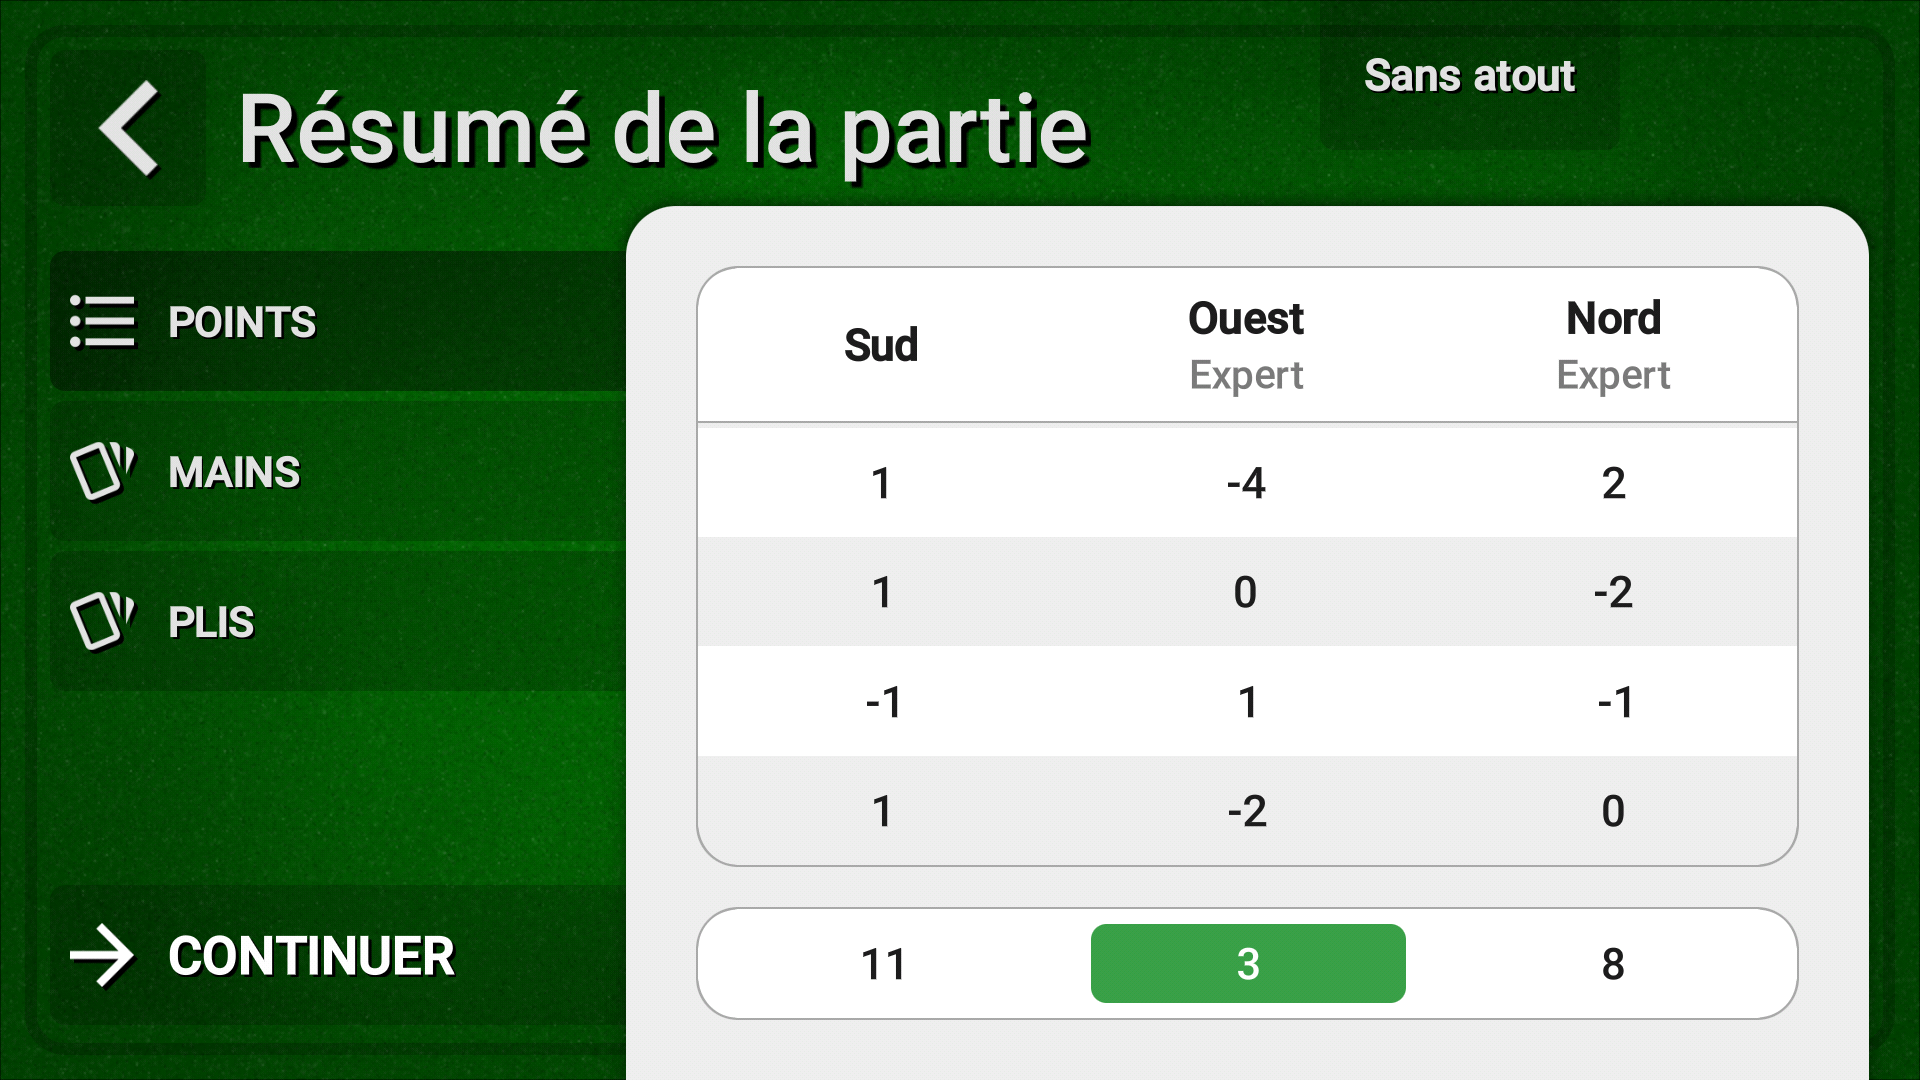 Sans atout
Résumé de la partie
POINTS
MAINS
PLIS
CONTINUER
Sud Ouest Nord
Expert Expert
1 -4 2
1 0 -2
-1 1 -1
1 -2 0
11 3 8